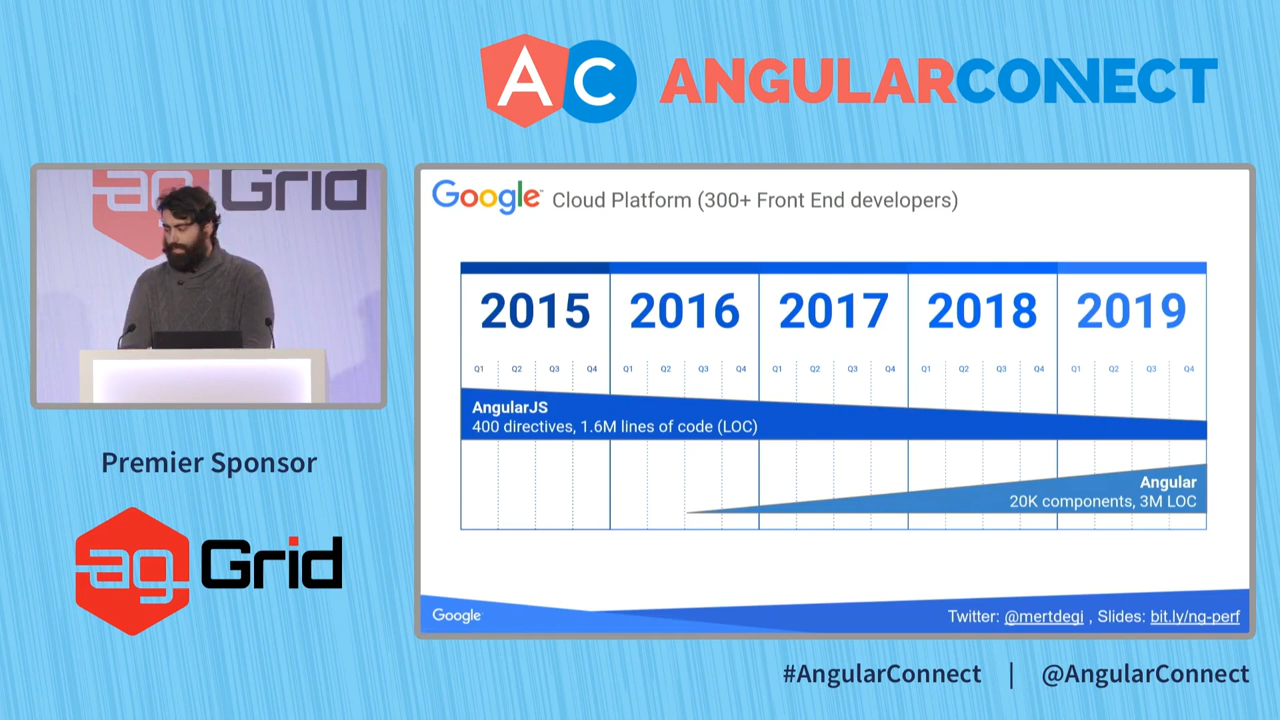 AC ANGULARCONNECT
ag Grid
Google Cloud Platform (300+ Front End developers)
2015 2016 2017 2018 2019
Q1 Q2 Q3 Q4 Q1 Q2 Q3 Q4 Q1 Q2 Q3 Q4 Q1 Q2 Q3 Q4 Q1 Q2 Q3 Q4
AngularJS
400 directives, 1.6M lines of code (LOC)
Angular
20K components, 3M LOC
Google
Twitter: @mertdegi , Slides: bit.ly/ng-perf
Premier Sponsor
ag Grid
#AngularConnect | @AngularConnect